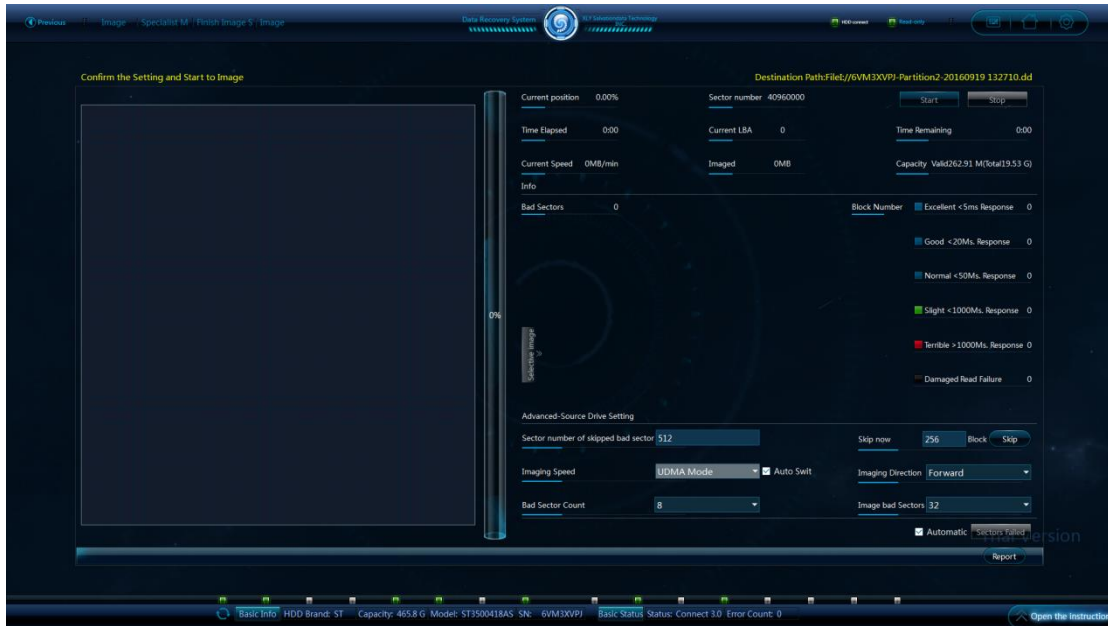 Previous Image Specialist M Finish Image S Image
Data Recovery System
XLY Salvationdata Technology INC.
HDD connect Read only
Confirm the Setting and Start to Image
Destination Path:FileI://6VM3XVPJ-Partition2-20160919 132710.dd
Current position 0.00% Sector number 40960000 Start Stop
Time Elapsed 0:00 Current LBA 0 Time Remaining 0:00
Current Speed 0MB/min Imaged 0MB Capacity Valid262.91 M(Total19.53 G)
Info
Bad Sectors 0 Block Number Excellent <5ms Response 0
Good <20Ms. Response 0
Normal <50Ms. Response 0
0%
Slight <1000Ms. Response 0
Selective image
Terrible >1000Ms. Response 0
Damaged Read Failure 0
Advanced-Source Drive Setting
Sector number of skipped bad sector 512 Skip now 256 Block Skip
Imaging Speed UDMA Mode Auto Swit Imaging Direction Forward
Bad Sector Count 8 Image bad Sectors 32
Automatic Sectors Failed
Trial Version
Report
Basic Info HDD Brand: ST Capacity: 465.8 G Model: ST3500418AS SN: 6VM3XVPJ Basic Status Status: Connect 3.0 Error Count: 0
Open the instruction